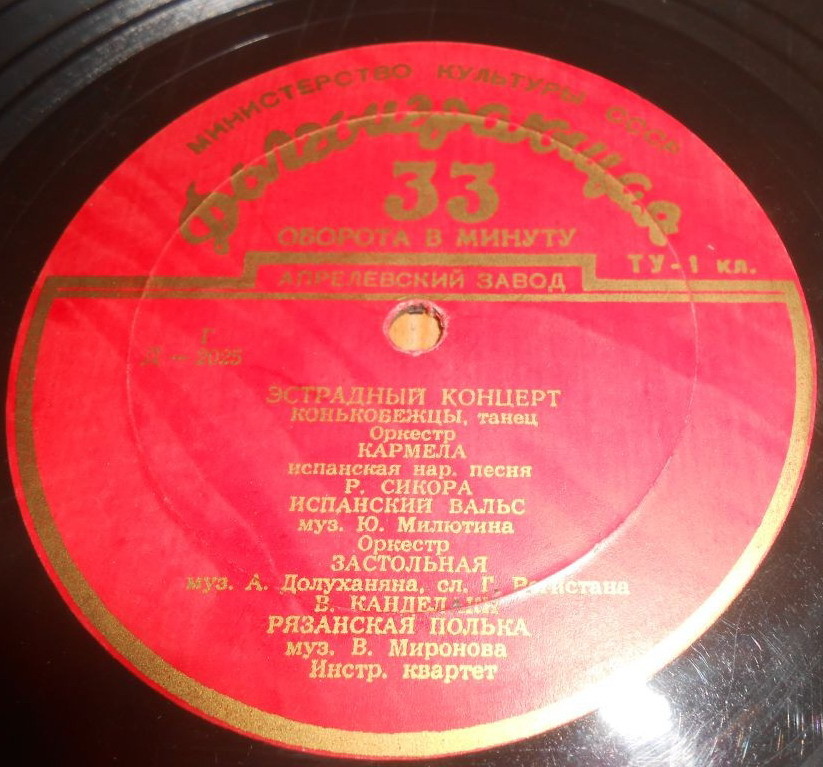 МИНИСТЕРСТВО КУЛЬТУРЫ СССР
Долгоиграющая
33
ОБОРОТА В МИНУТУ
ТУ-1 кл.
АПРЕЛЕВСКИЙ ЗАВОД
Г
Д — 2025
ЭСТРАДНЫЙ КОНЦЕРТ
КОНЬКОБЕЖЦЫ, танец
Оркестр
КАРМЕЛА
испанская нар. песня
Р. СИКОРА
ИСПАНСКИЙ ВАЛЬС
муз. Ю. Милютина
Оркестр
ЗАСТОЛЬНАЯ
муз. А. Долуханяна, сл. Г. Регистана
В. КАНДЕЛАКИ
РЯЗАНСКАЯ ПОЛЬКА
муз. В. Миронова
Инстр. квартет